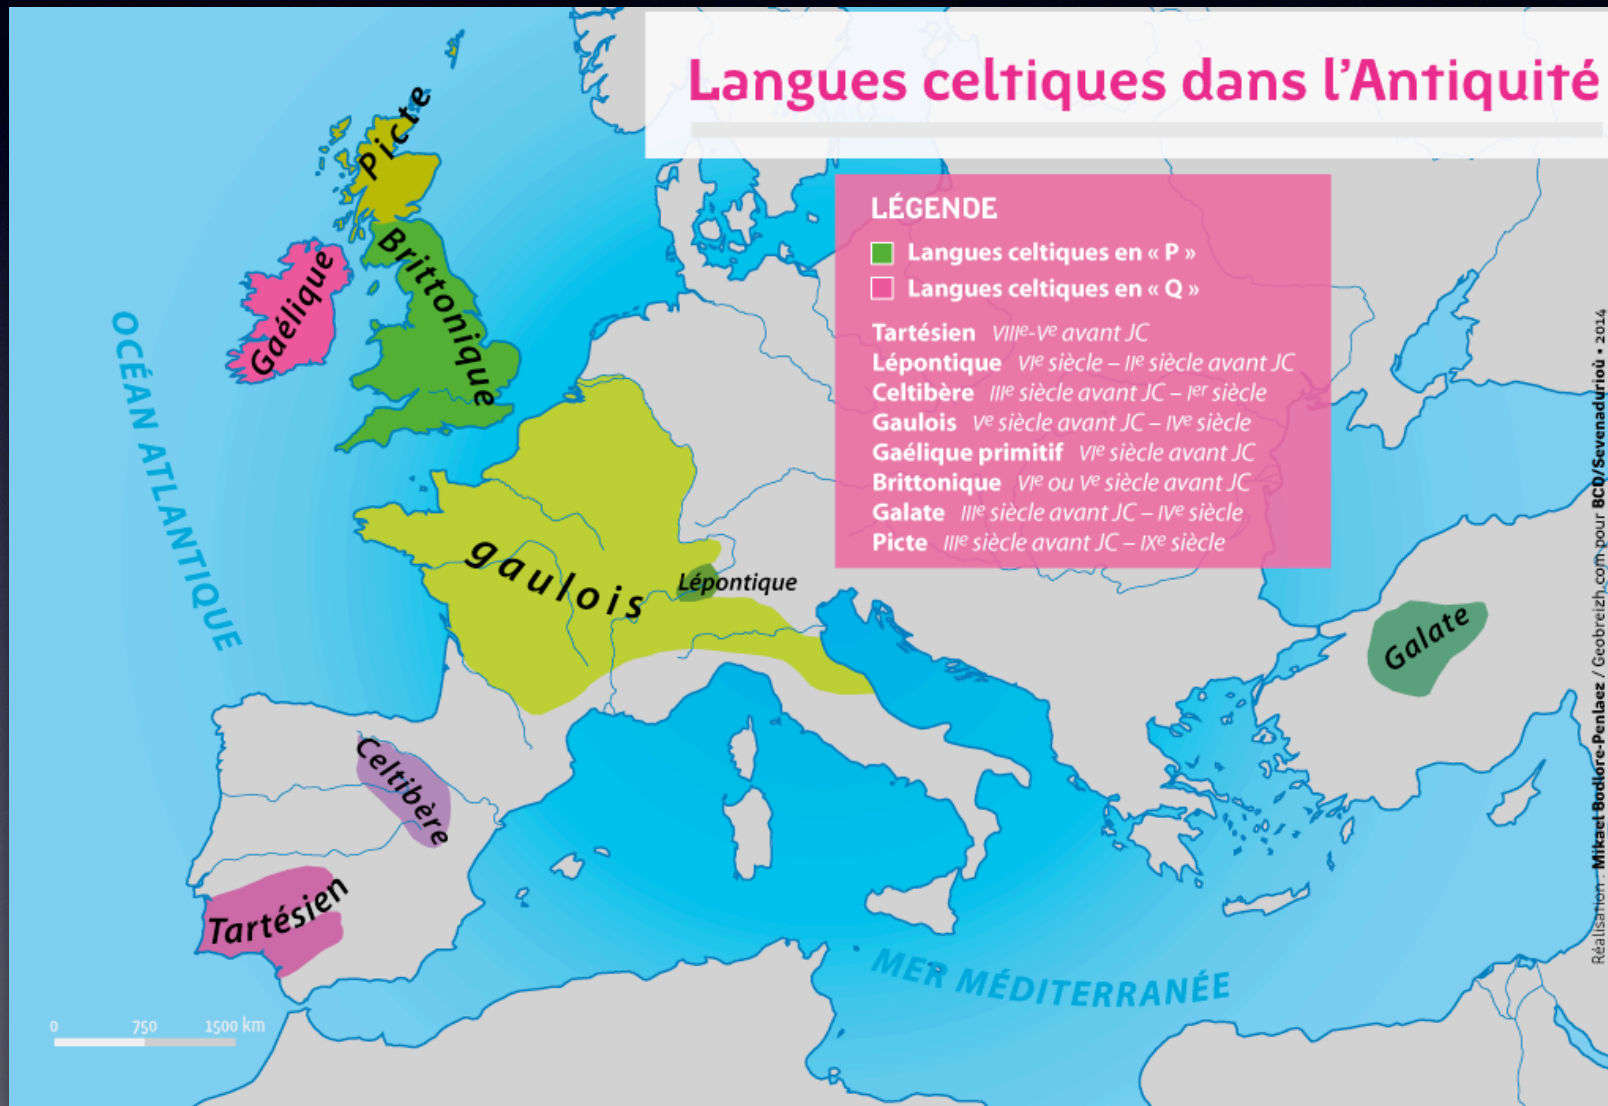 Langues celtiques dans l'Antiquité
LÉGENDE
Langues celtiques en « P »
Langues celtiques en « Q »
Tartésien VIIIe-Ve avant JC
Lépontique VIe siècle – IIe siècle avant JC
Celtibère IIIe siècle avant JC – Ier siècle
Gaulois Ve siècle avant JC – IVe siècle
Gaélique primitif VIe siècle avant JC
Brittonique VIe ou Ve siècle avant JC
Galate IIIe siècle avant JC – IVe siècle
Picte IIIe siècle avant JC – IXe siècle
Picte
Brittonique
Gaélique
OCÉAN ATLANTIQUE
gaulois
Lépontique
Galate
Celtibère
Tartésien
MER MÉDITERRANÉE
0 750 1500 km
Réalisation : Mikael Bodlore-Penlaez / Geobreizh.com pour BCD/Sevenadurioù • 2014